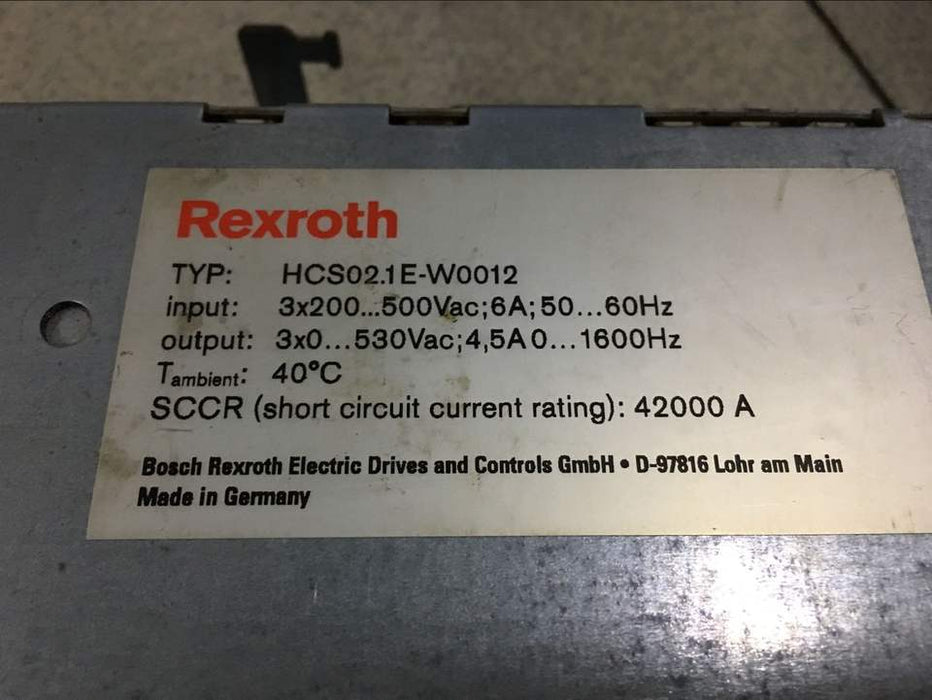 Rexroth
TYP: HCS02.1E-W0012
input: 3x200...500Vac;6A;50...60Hz
output: 3x0...530Vac;4,5A 0...1600Hz
Tambient: 40°C
SCCR (short circuit current rating): 42000 A
Bosch Rexroth Electric Drives and Controls GmbH • D-97816 Lohr am Main
Made in Germany